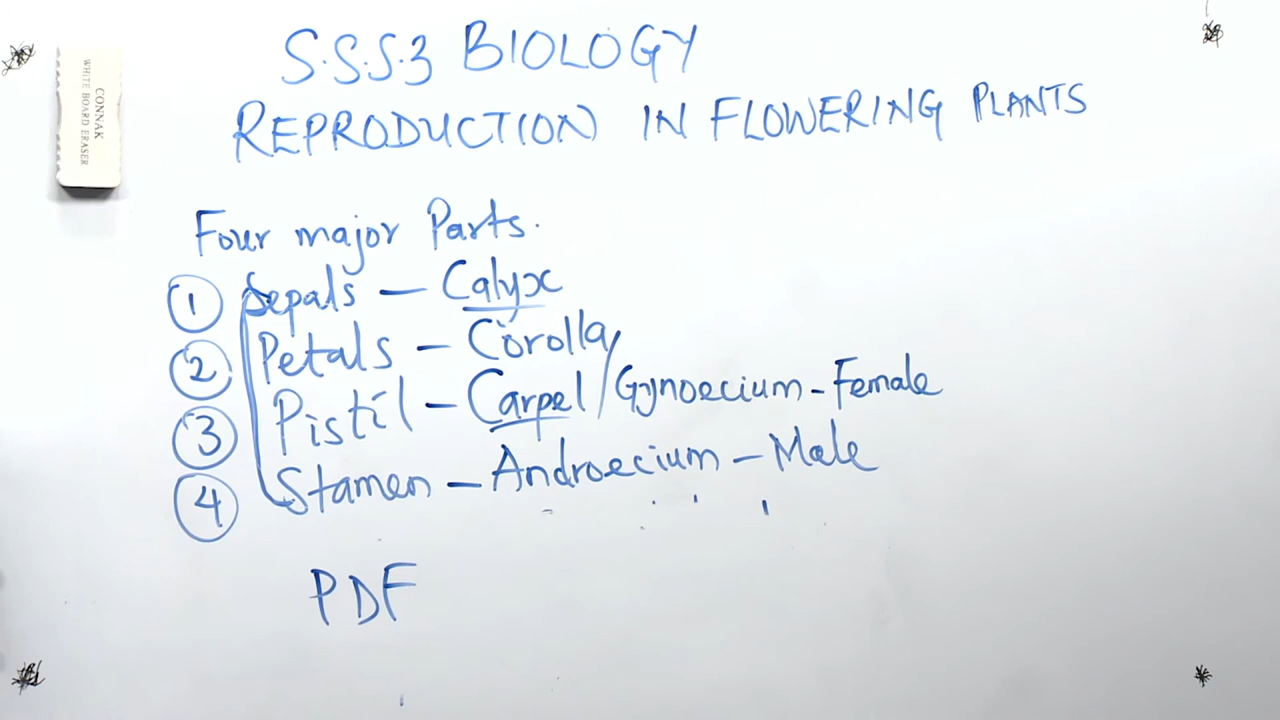 S.S.S.3 BIOLOGY
REPRODUCTION IN FLOWERING PLANTS
CONNAK
WHITE BOARD ERASER
Four major Parts.
1 Sepals — Calyx
2 Petals — Corolla
3 Pistil — Carpel/Gynoecium - Female
4 Stamen — Androecium — Male
PDF